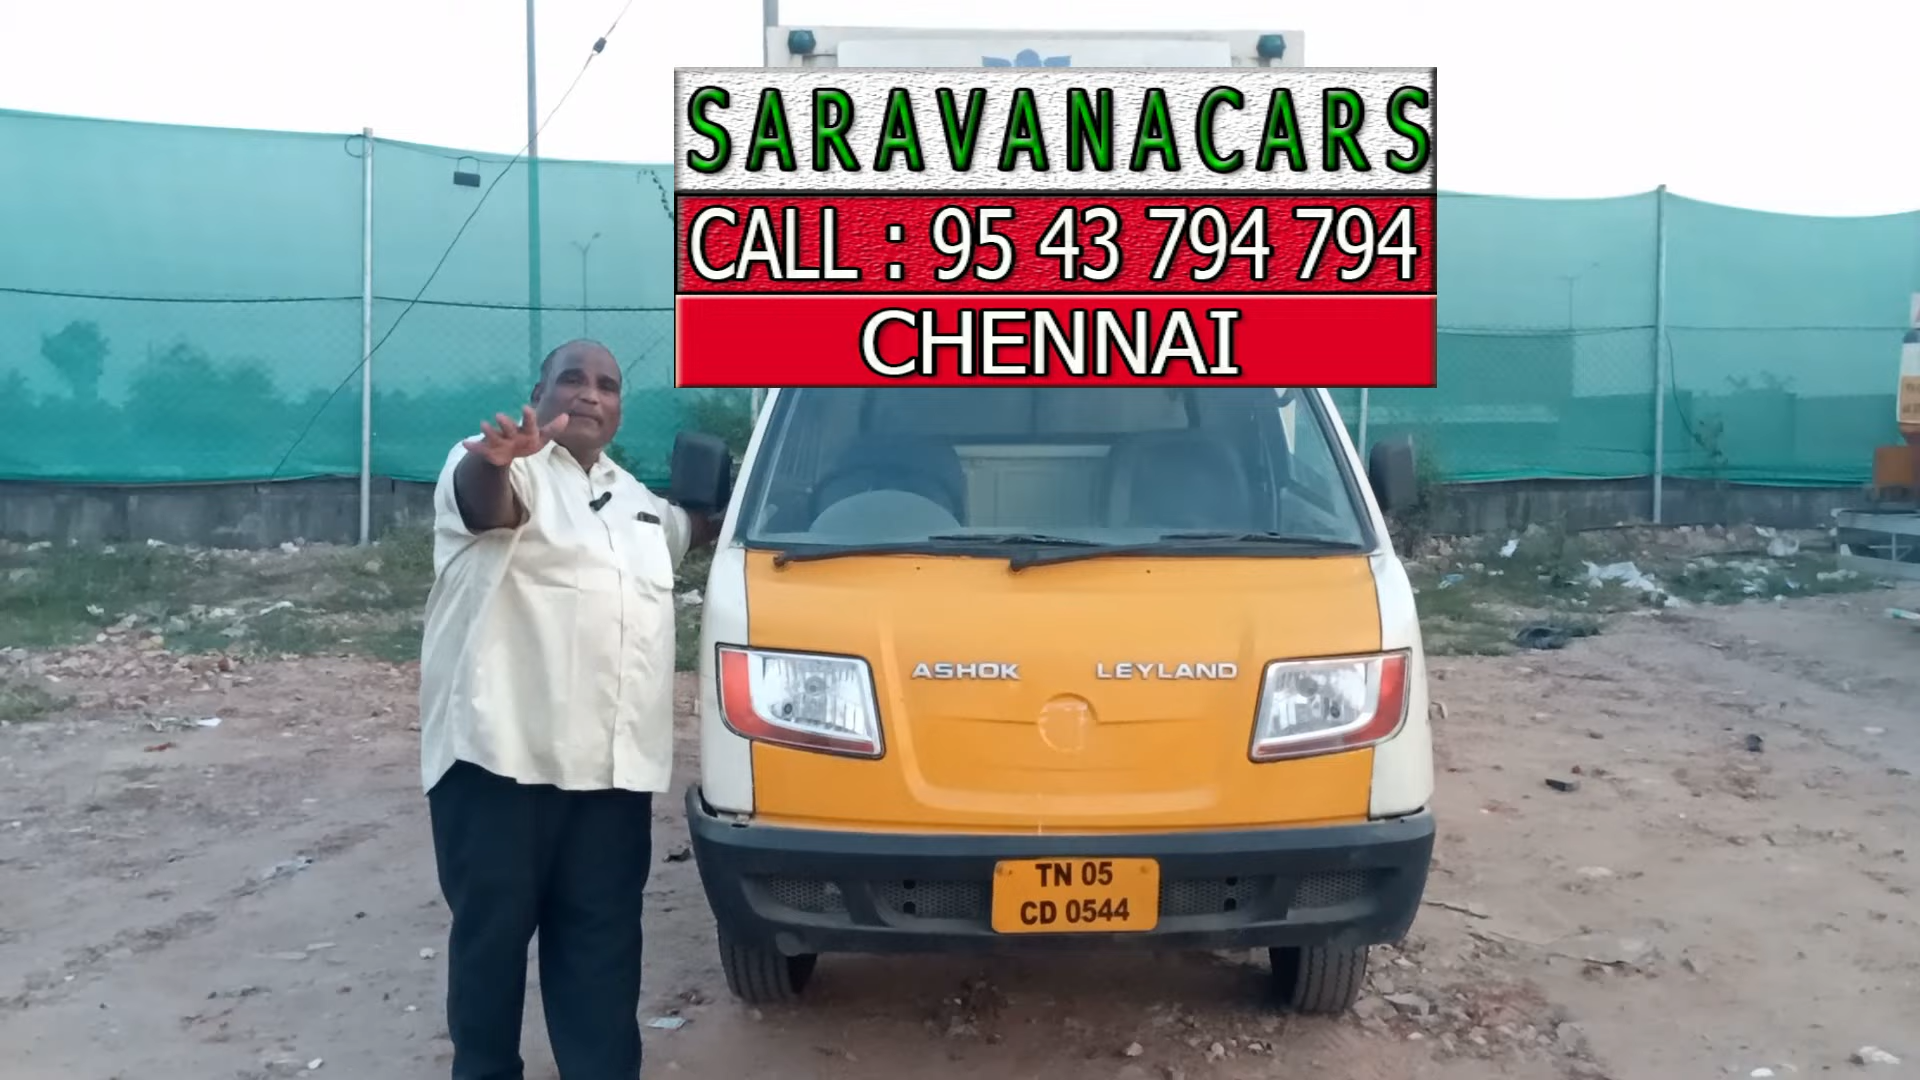 SARAVANACARS
CALL : 95 43 794 794
CHENNAI
ASHOK LEYLAND
TN 05
CD 0544